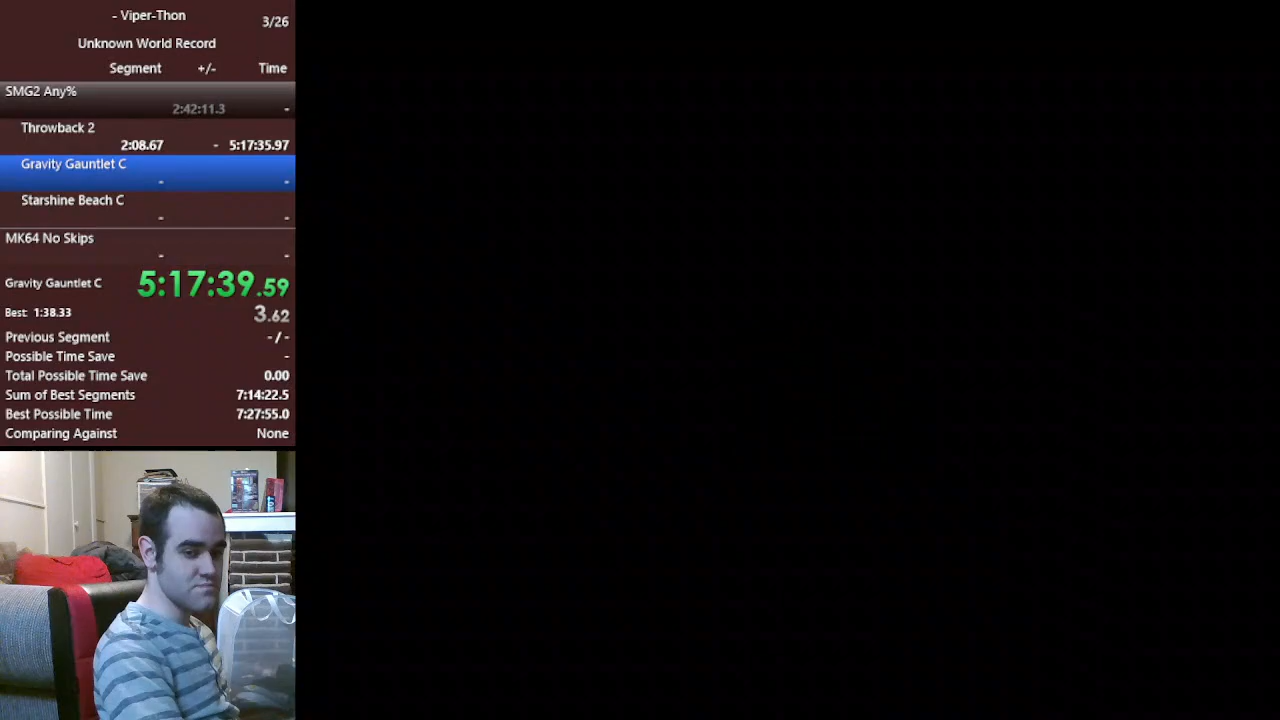 - Viper-Thon
3/26
Unknown World Record
Segment +/- Time
SMG2 Any%
2:42:11.3 -
Throwback 2
2:08.67 - 5:17:35.97
Gravity Gauntlet C
- -
Starshine Beach C
- -
MK64 No Skips
- -
Gravity Gauntlet C 5:17:39.59
Best: 1:38.33 3.62
Previous Segment - / -
Possible Time Save -
Total Possible Time Save 0.00
Sum of Best Segments 7:14:22.5
Best Possible Time 7:27:55.0
Comparing Against None